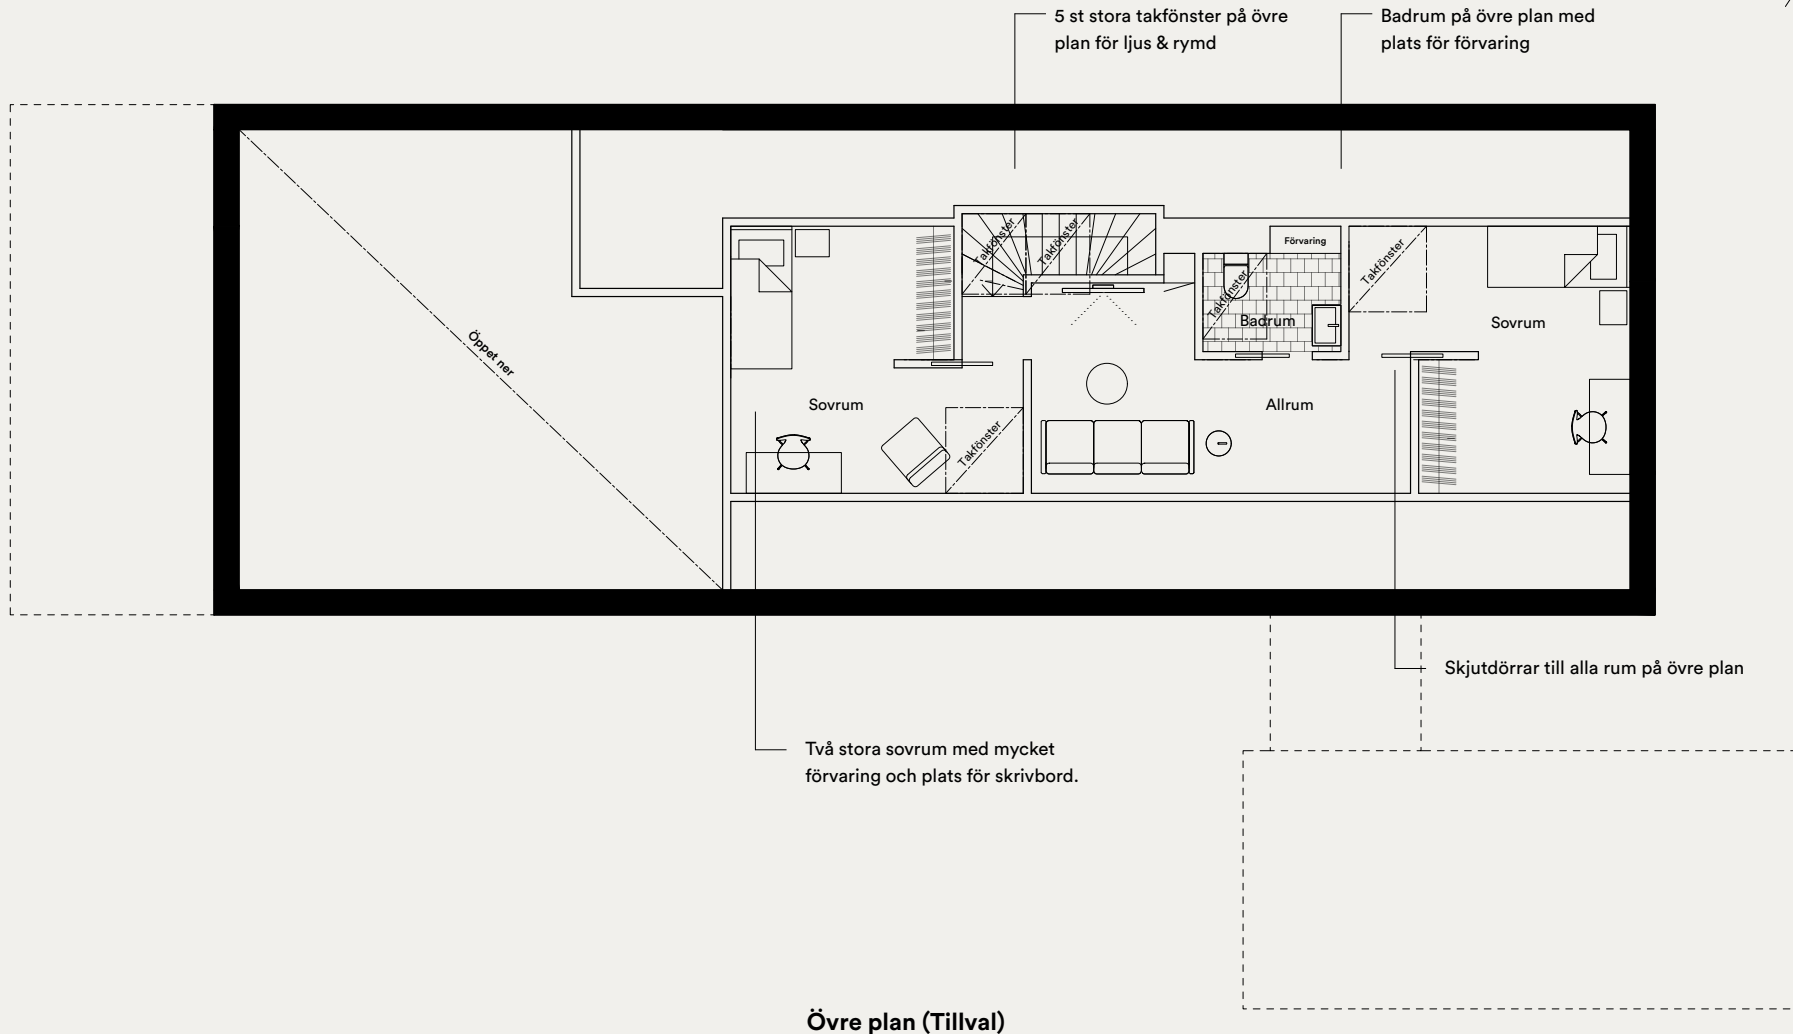 5 st stora takfönster på övre
plan för ljus & rymd
Badrum på övre plan med
plats för förvaring
Takfönster
Takfönster
Förvaring
Takfönster
Takfönster
Badrum
Sovrum
Öppet ner
Sovrum
Takfönster
Allrum
Skjutdörrar till alla rum på övre plan
Två stora sovrum med mycket
förvaring och plats för skrivbord.
Övre plan (Tillval)